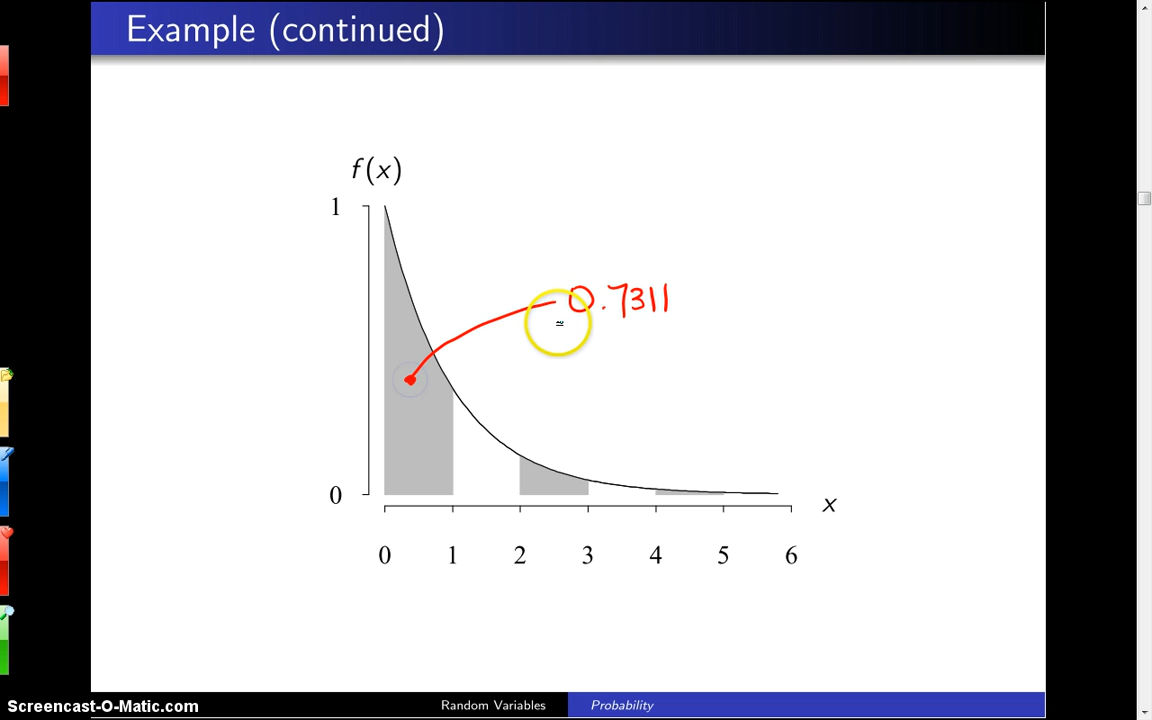 Example (continued)
f(x)
1
0.7311
0
x
0 1 2 3 4 5 6
Random Variables Probability
Screencast-O-Matic.com